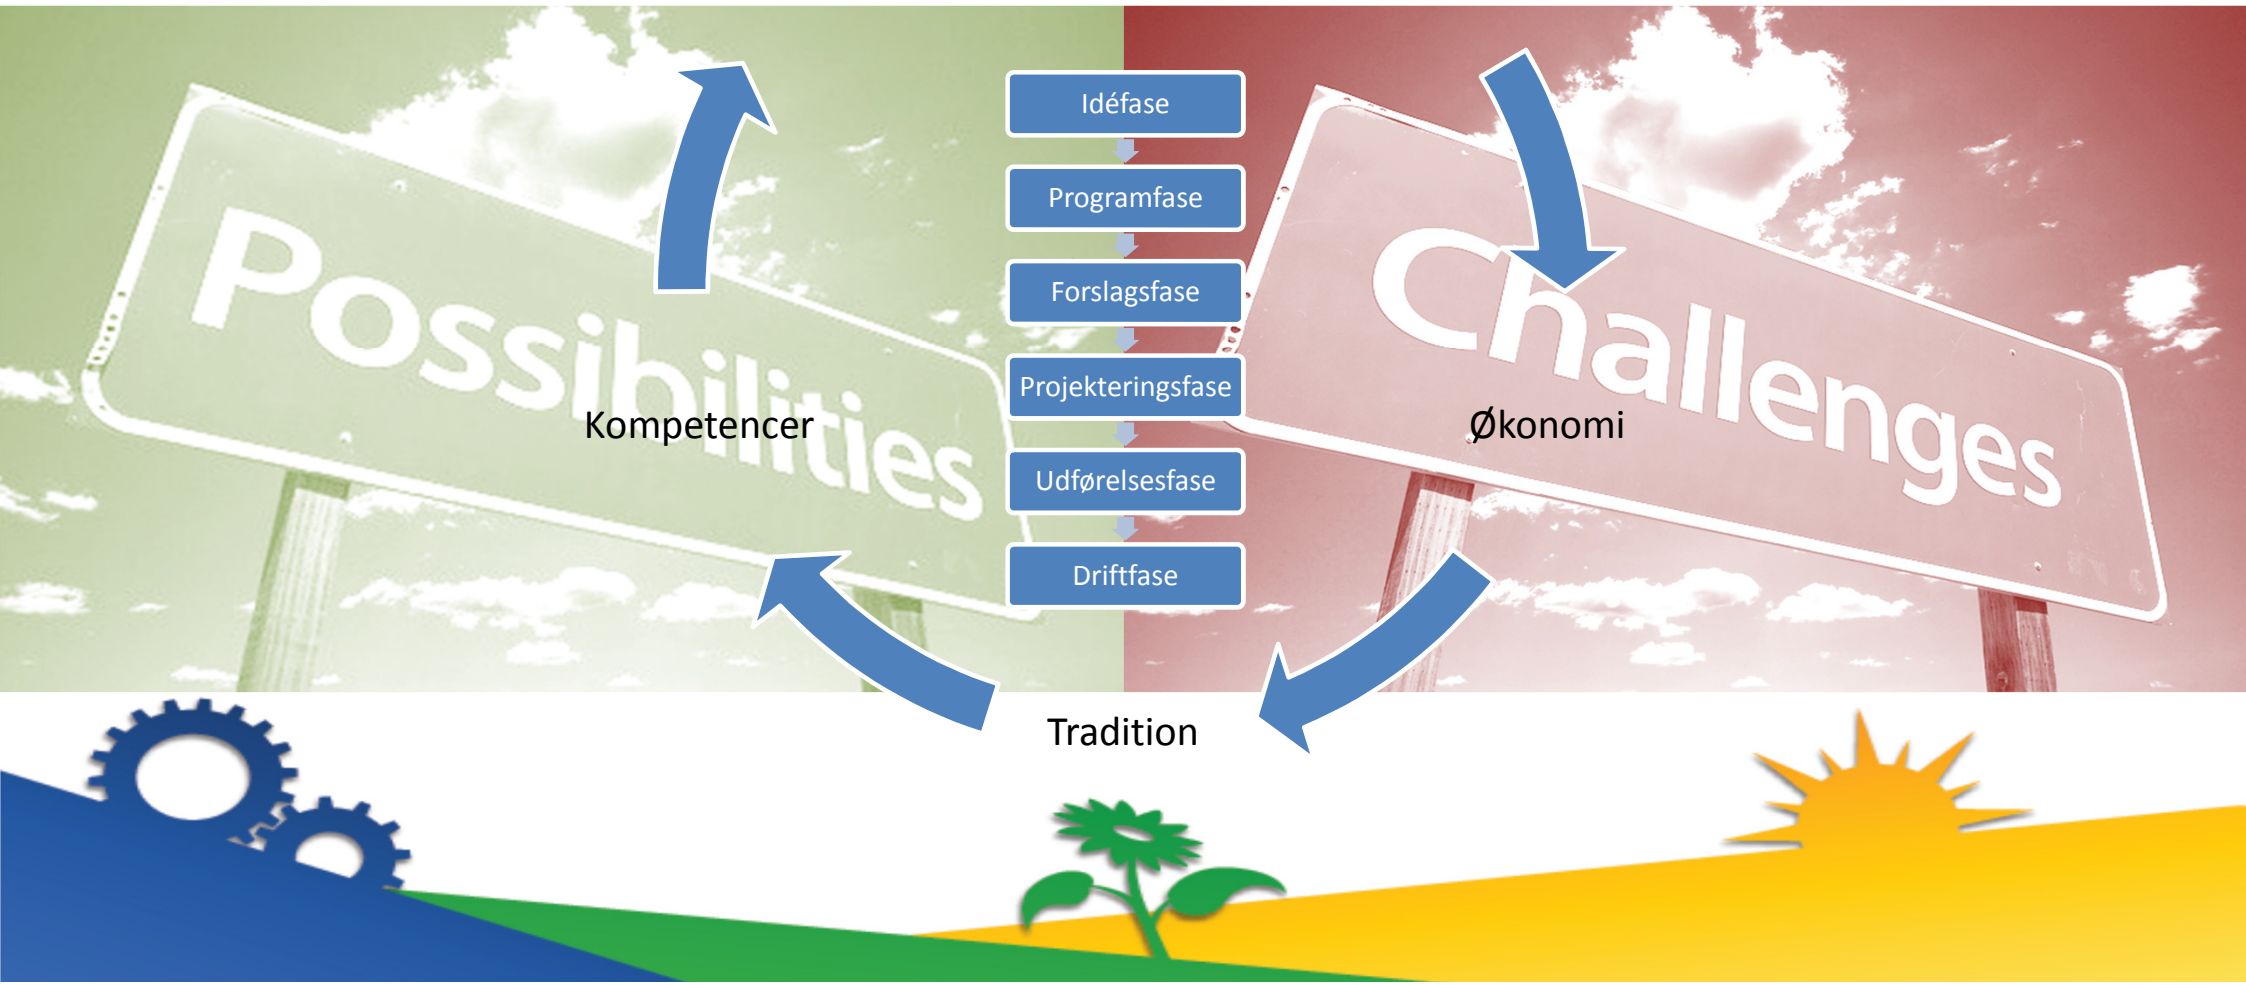 Possibilities
Challenges
Idéfase
Programfase
Forslagsfase
Projekteringsfase
Udførelsesfase
Driftfase
Kompetencer
Økonomi
Tradition